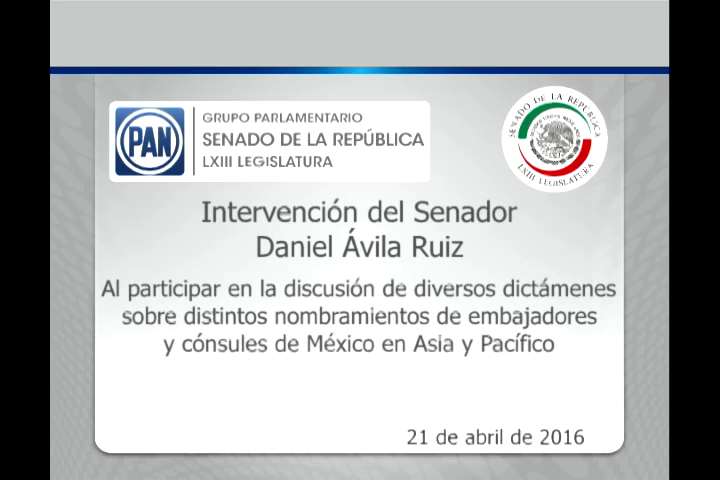 PAN
GRUPO PARLAMENTARIO
SENADO DE LA REPÚBLICA
LXIII LEGISLATURA
SENADO DE LA REPÚBLICA
LXIII LEGISLATURA
Intervención del Senador
Daniel Ávila Ruiz
Al participar en la discusión de diversos dictámenes
sobre distintos nombramientos de embajadores
y cónsules de México en Asia y Pacífico
21 de abril de 2016